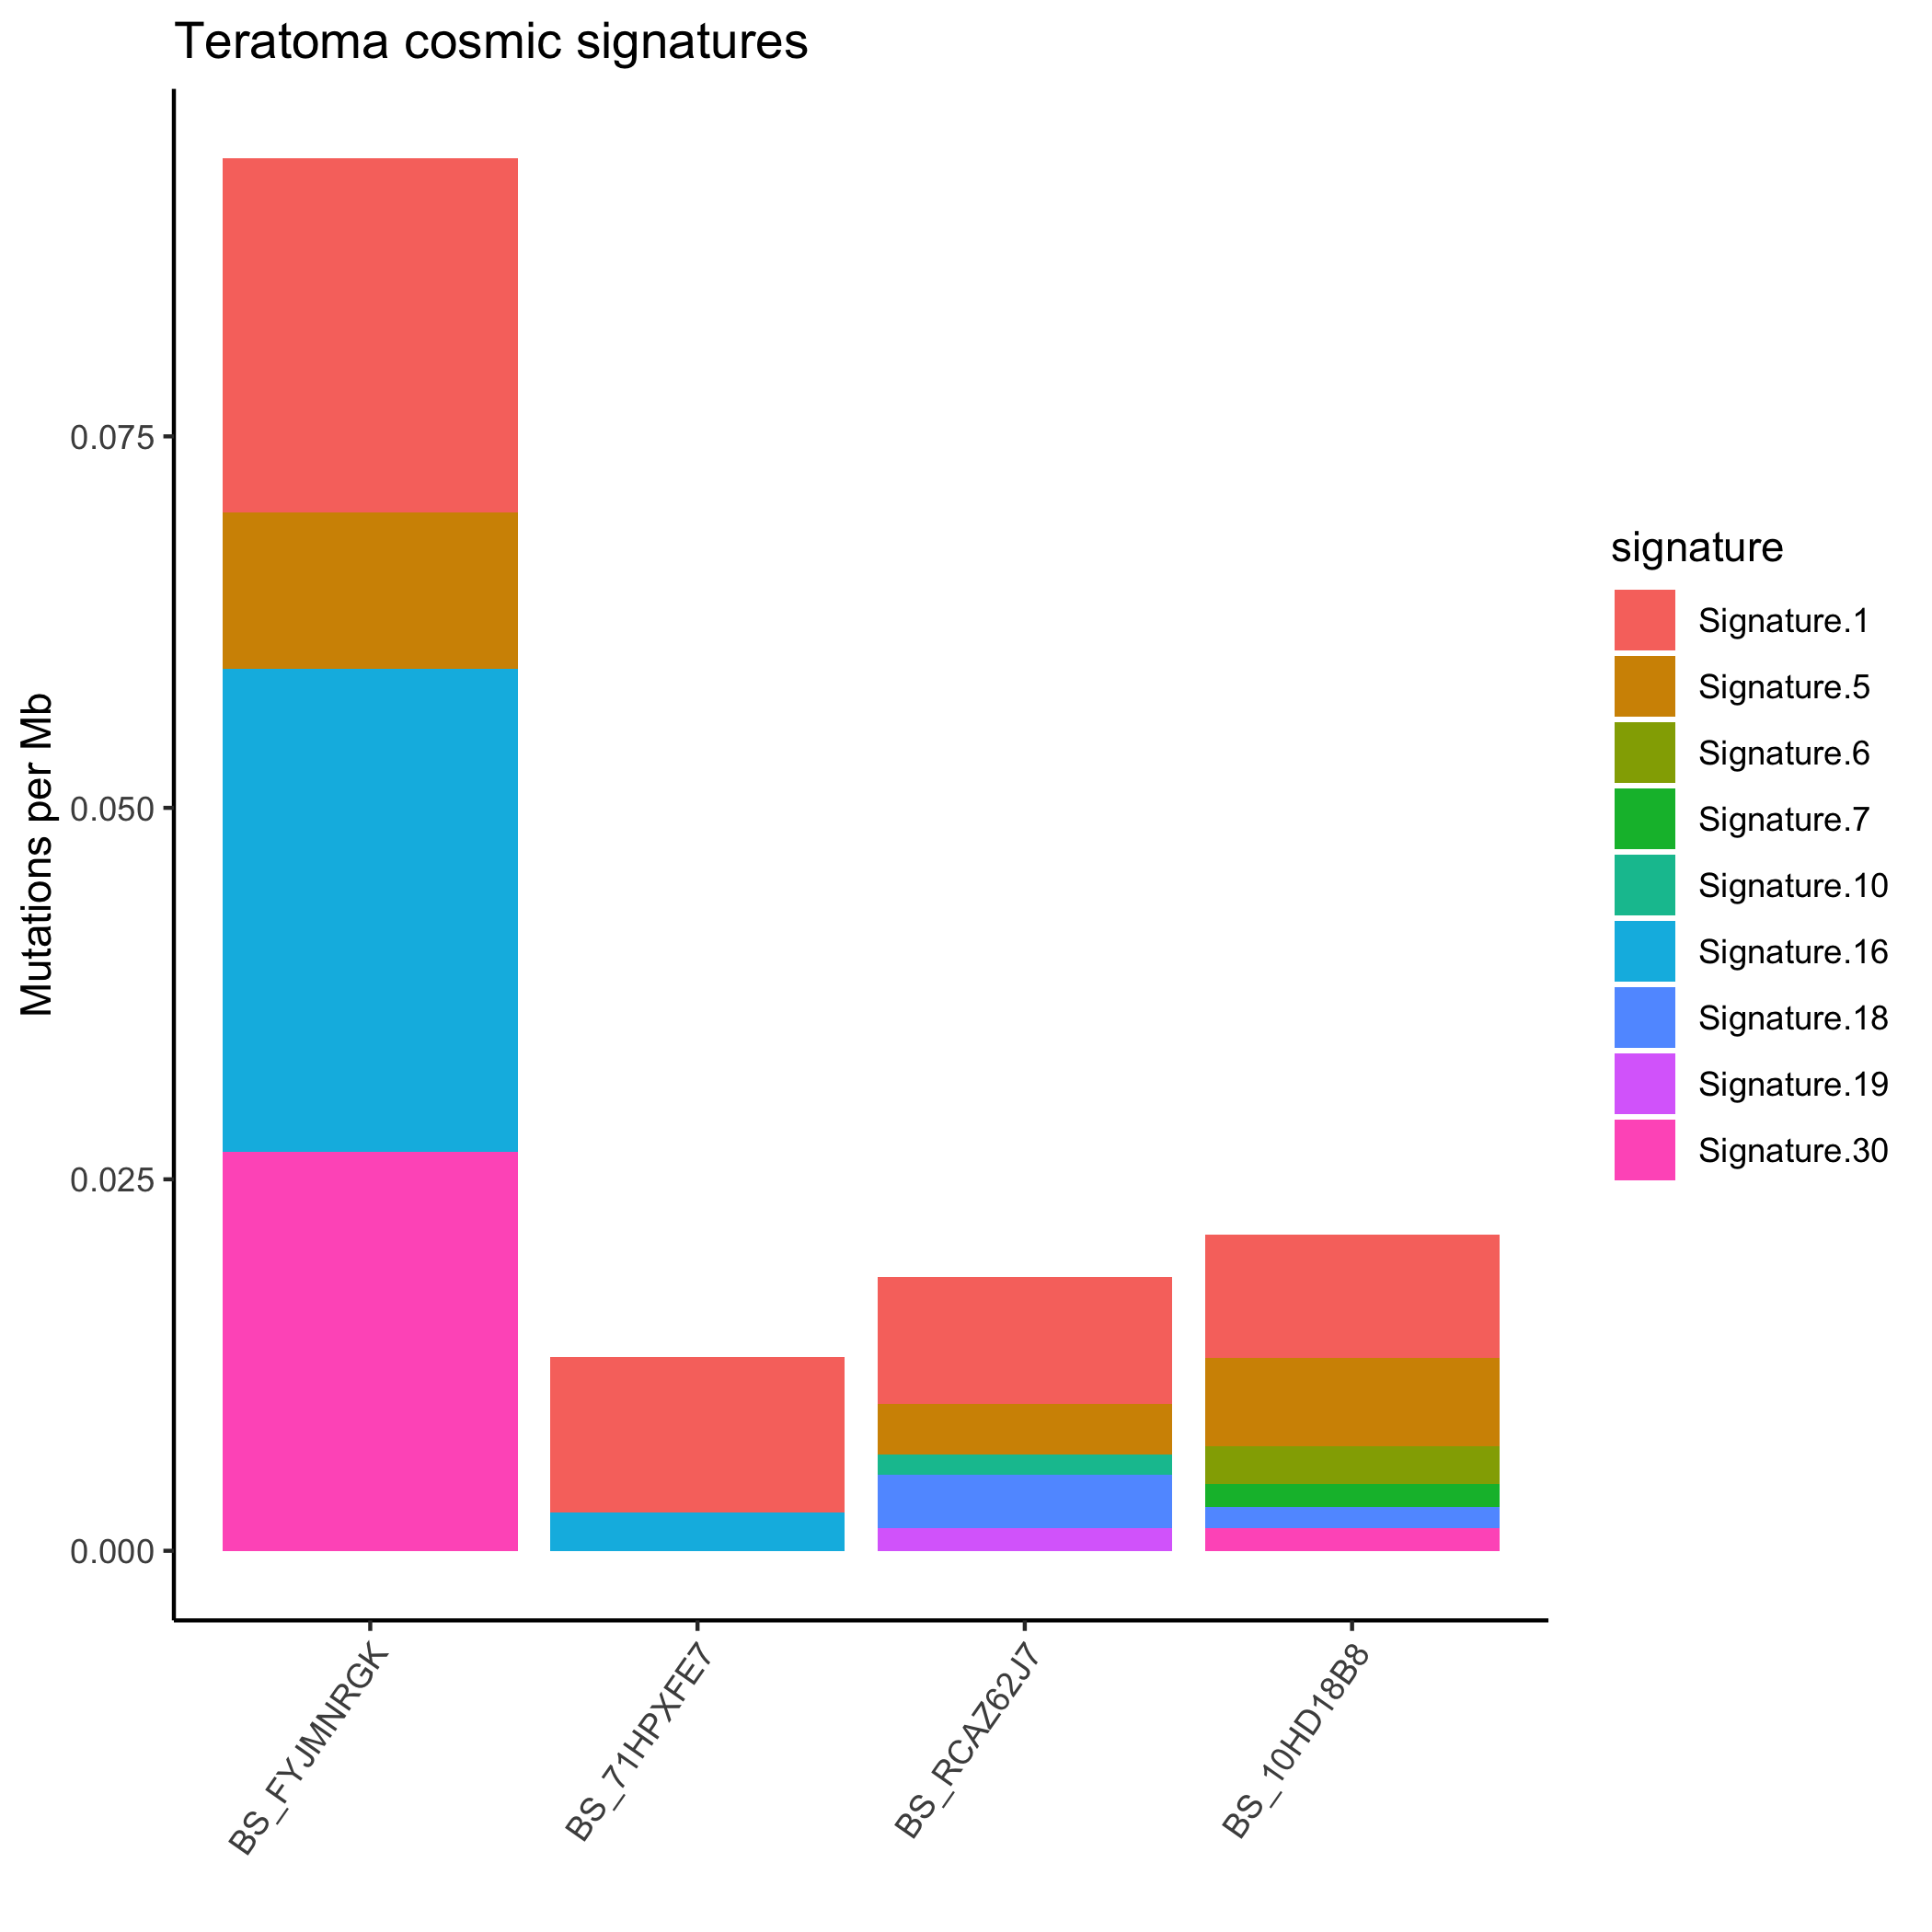 Teratoma cosmic signatures
Mutations per Mb
0.075
0.050
0.025
0.000
BS_FYJMNRGK
BS_71HPXFE7
BS_RCAZ62J7
BS_10HD18B8
signature
Signature.1
Signature.5
Signature.6
Signature.7
Signature.10
Signature.16
Signature.18
Signature.19
Signature.30